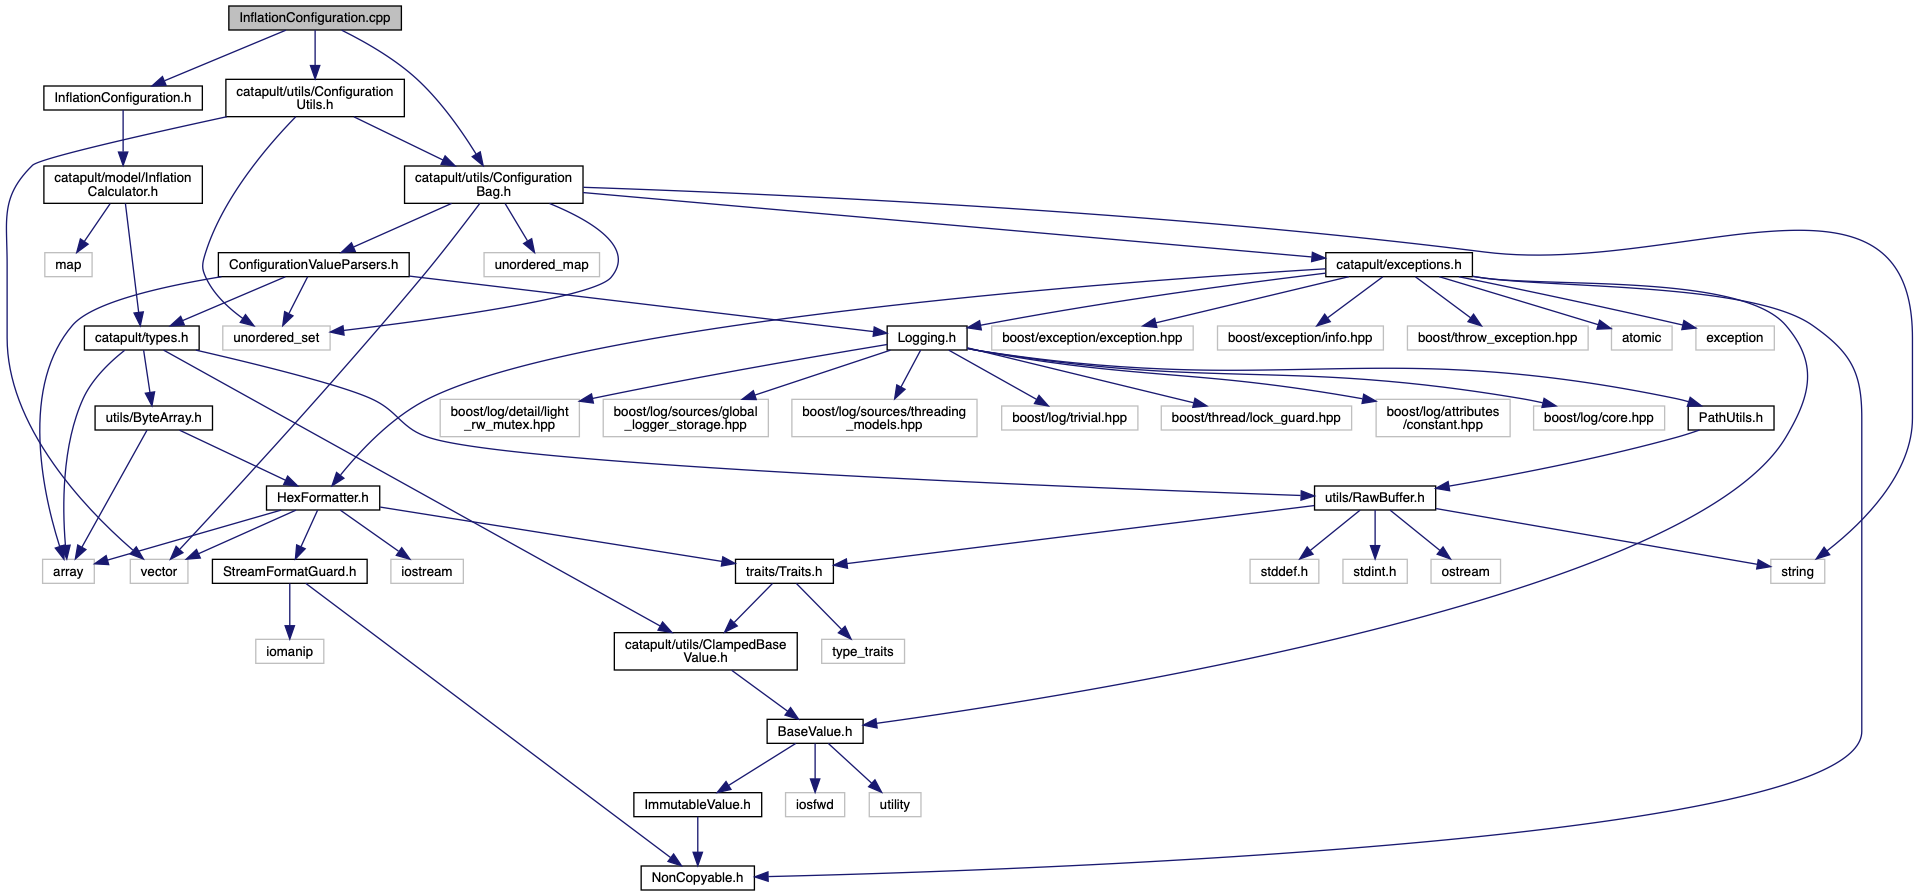 InflationConfiguration.cpp
InflationConfiguration.h
catapult/utils/Configuration
Utils.h
catapult/model/Inflation
Calculator.h
catapult/utils/Configuration
Bag.h
map
ConfigurationValueParsers.h
unordered_map
catapult/exceptions.h
catapult/types.h
unordered_set
Logging.h
boost/exception/exception.hpp
boost/exception/info.hpp
boost/throw_exception.hpp
atomic
exception
utils/ByteArray.h
boost/log/detail/light
_rw_mutex.hpp
boost/log/sources/global
_logger_storage.hpp
boost/log/sources/threading
_models.hpp
boost/log/trivial.hpp
boost/thread/lock_guard.hpp
boost/log/attributes
/constant.hpp
boost/log/core.hpp
PathUtils.h
HexFormatter.h
utils/RawBuffer.h
array
vector
StreamFormatGuard.h
iostream
traits/Traits.h
stddef.h
stdint.h
ostream
string
iomanip
catapult/utils/ClampedBase
Value.h
type_traits
BaseValue.h
ImmutableValue.h
iosfwd
utility
NonCopyable.h